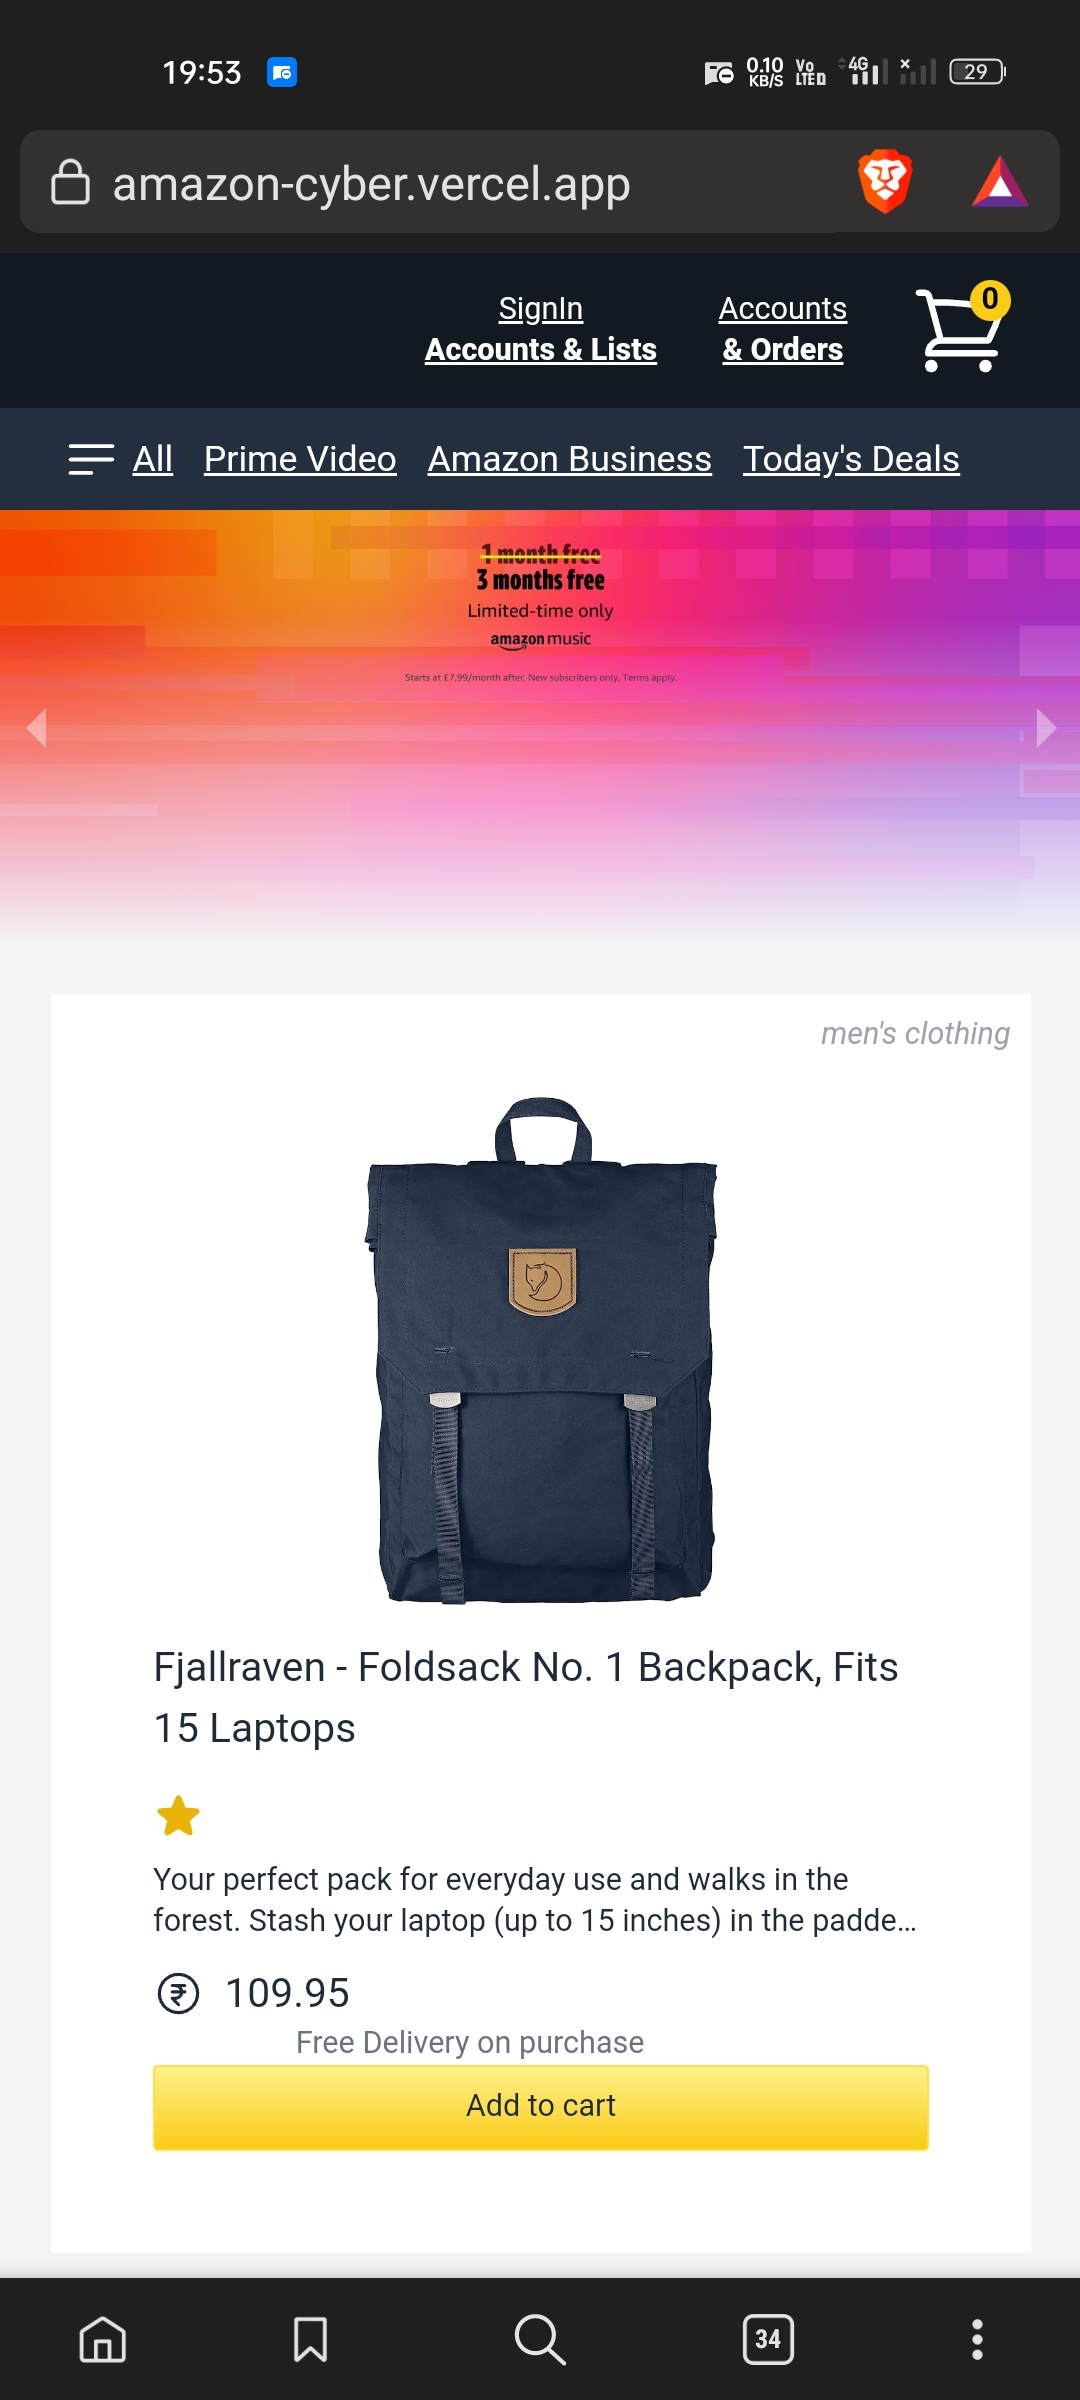 19:53
0.10
KB/S
Vo
LTE D
4G
29
amazon-cyber.vercel.app
SignIn
Accounts & Lists
Accounts
& Orders
0
All Prime Video Amazon Business Today's Deals
1 month free
3 months free
Limited-time only
amazon music
Starts at £7.99/month after. New subscribers only. Terms apply.
men's clothing
Fjallraven - Foldsack No. 1 Backpack, Fits
15 Laptops
Your perfect pack for everyday use and walks in the
forest. Stash your laptop (up to 15 inches) in the padde…
₹ 109.95
Free Delivery on purchase
Add to cart
34